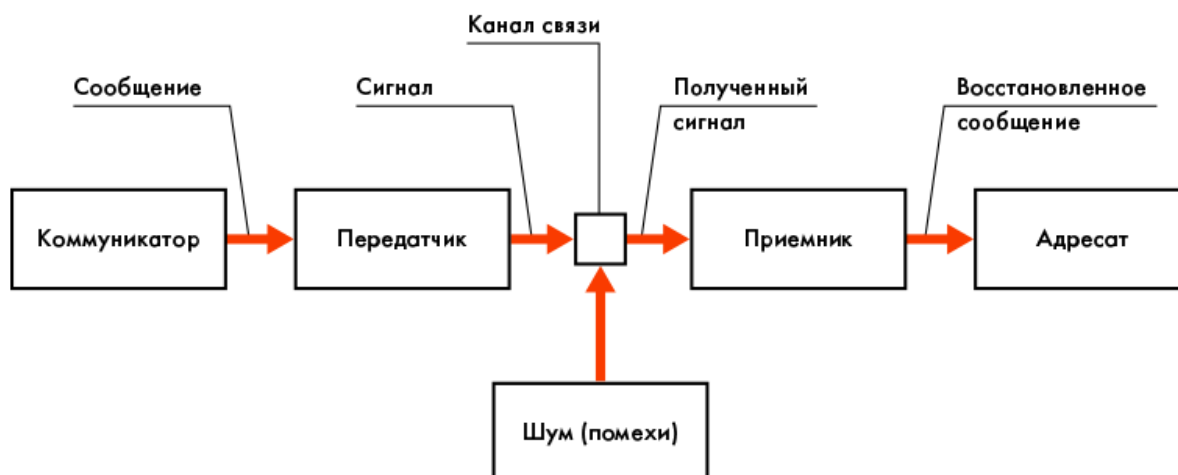 Канал связи
Сообщение
Сигнал
Полученный
сигнал
Восстановленное
сообщение
Коммуникатор
Передатчик
Приемник
Адресат
Шум (помехи)